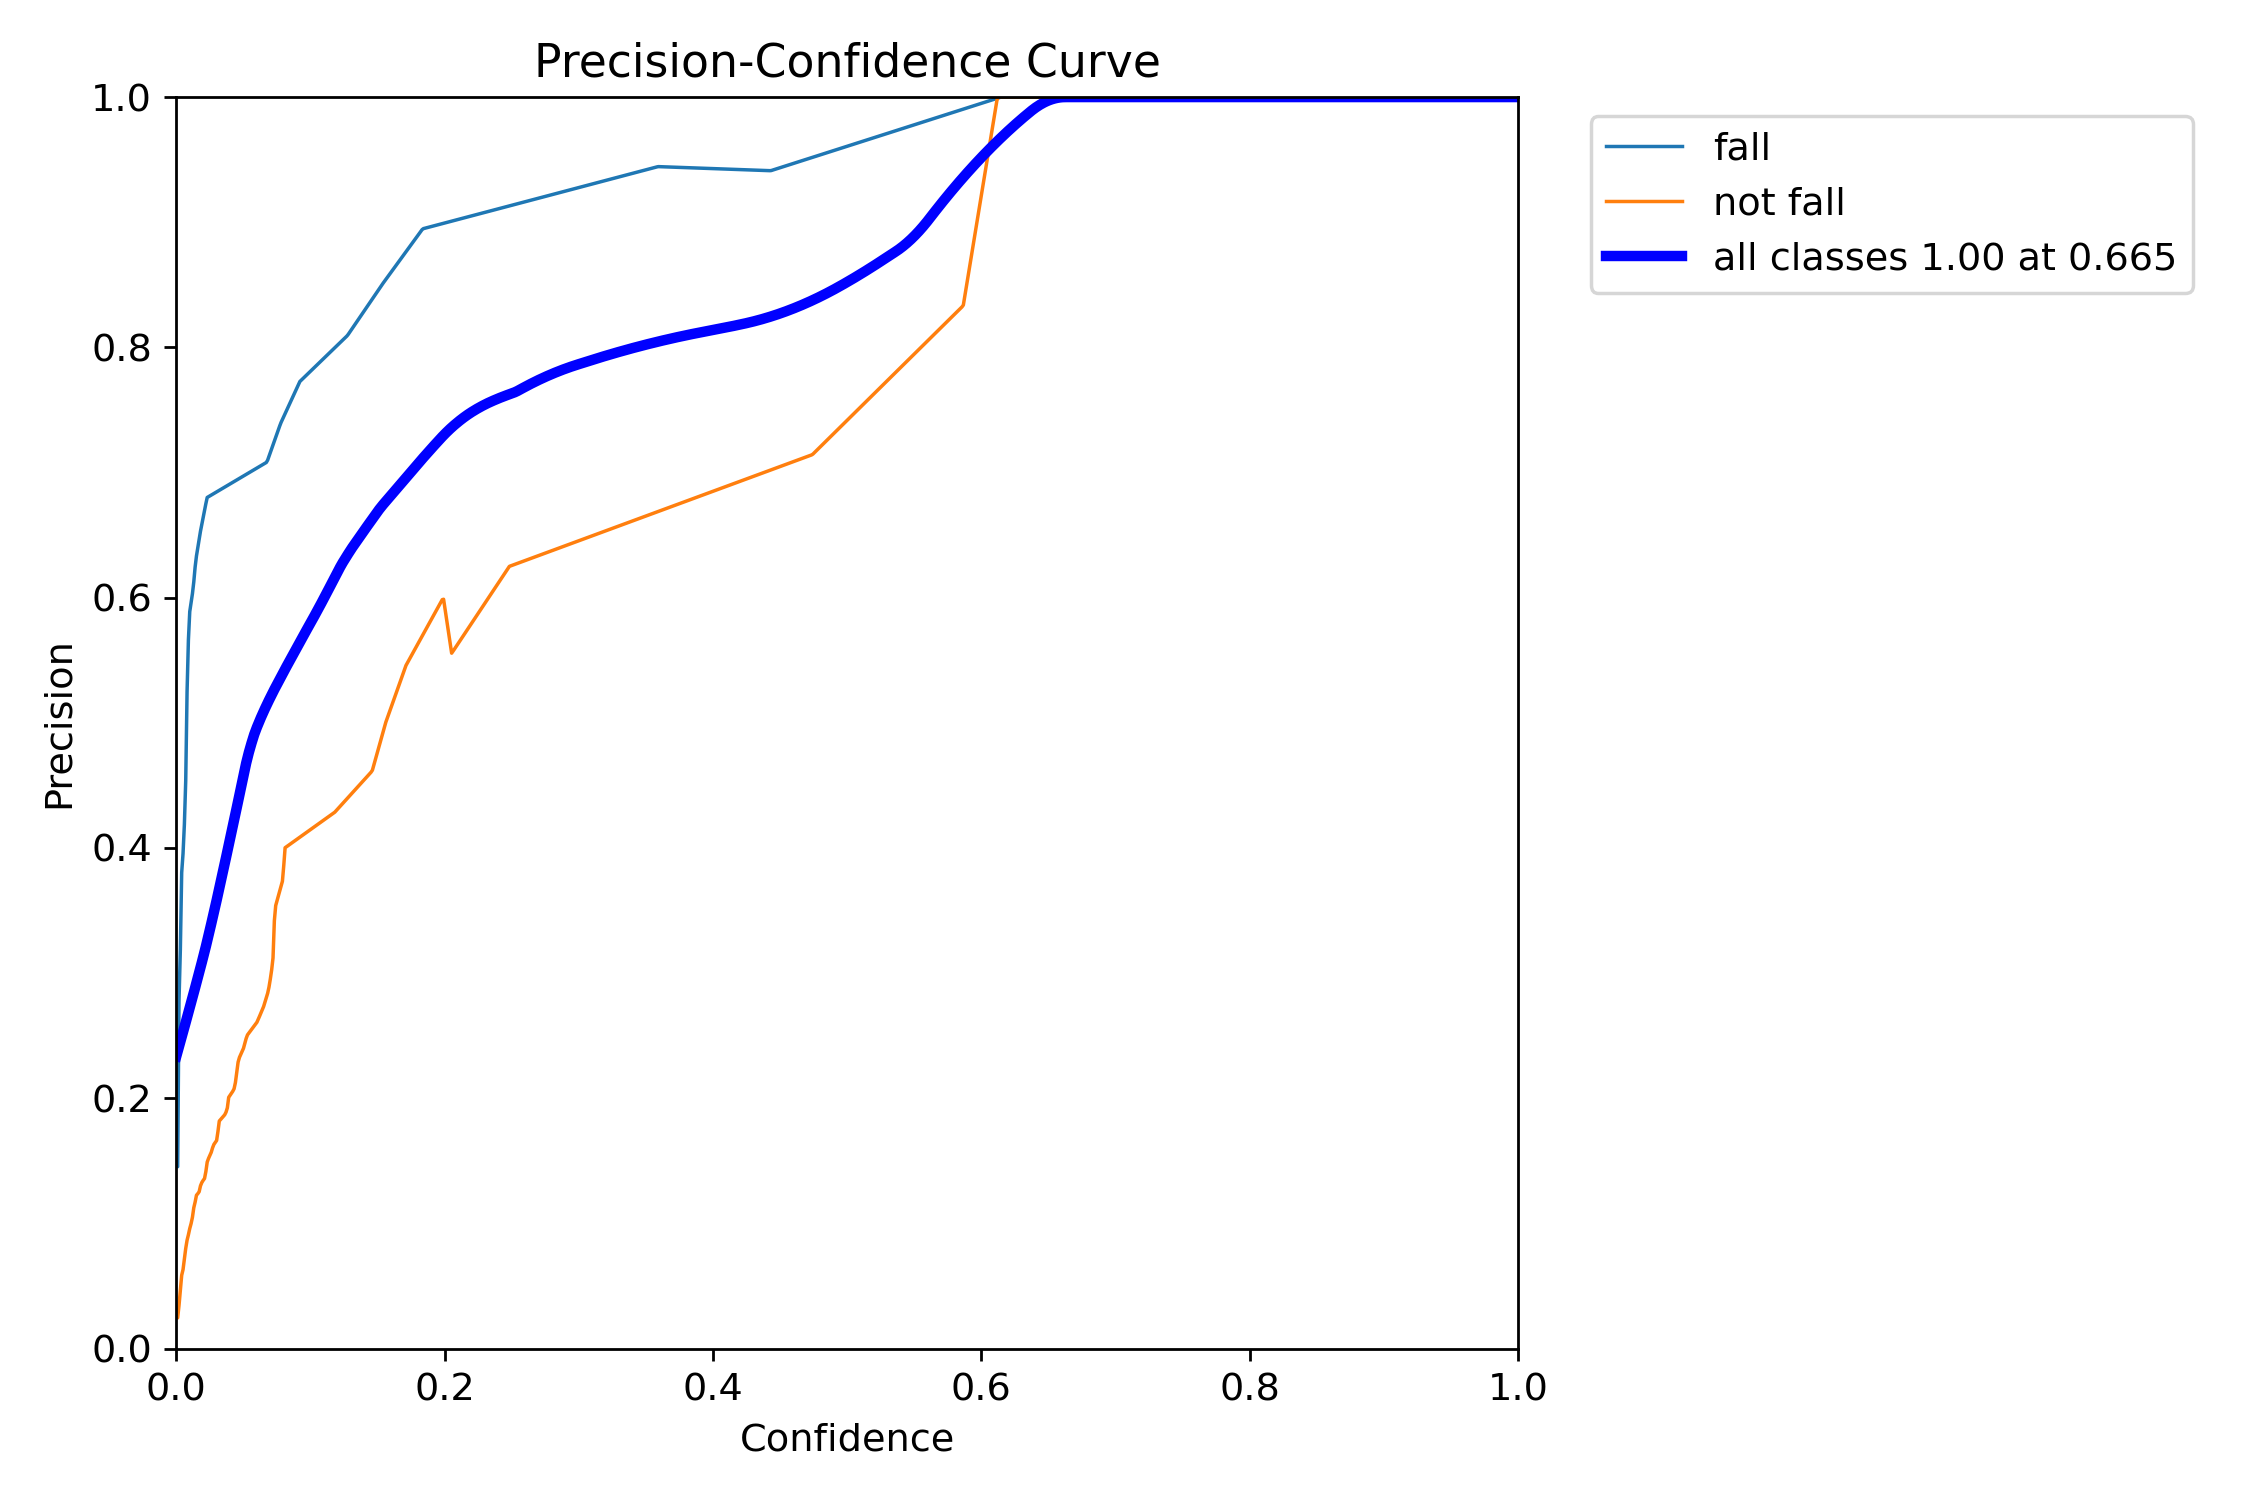 Precision-Confidence Curve
1.0
0.8
0.6
0.4
0.2
0.0
Precision
0.0 0.2 0.4 0.6 0.8 1.0
Confidence
fall
not fall
all classes 1.00 at 0.665